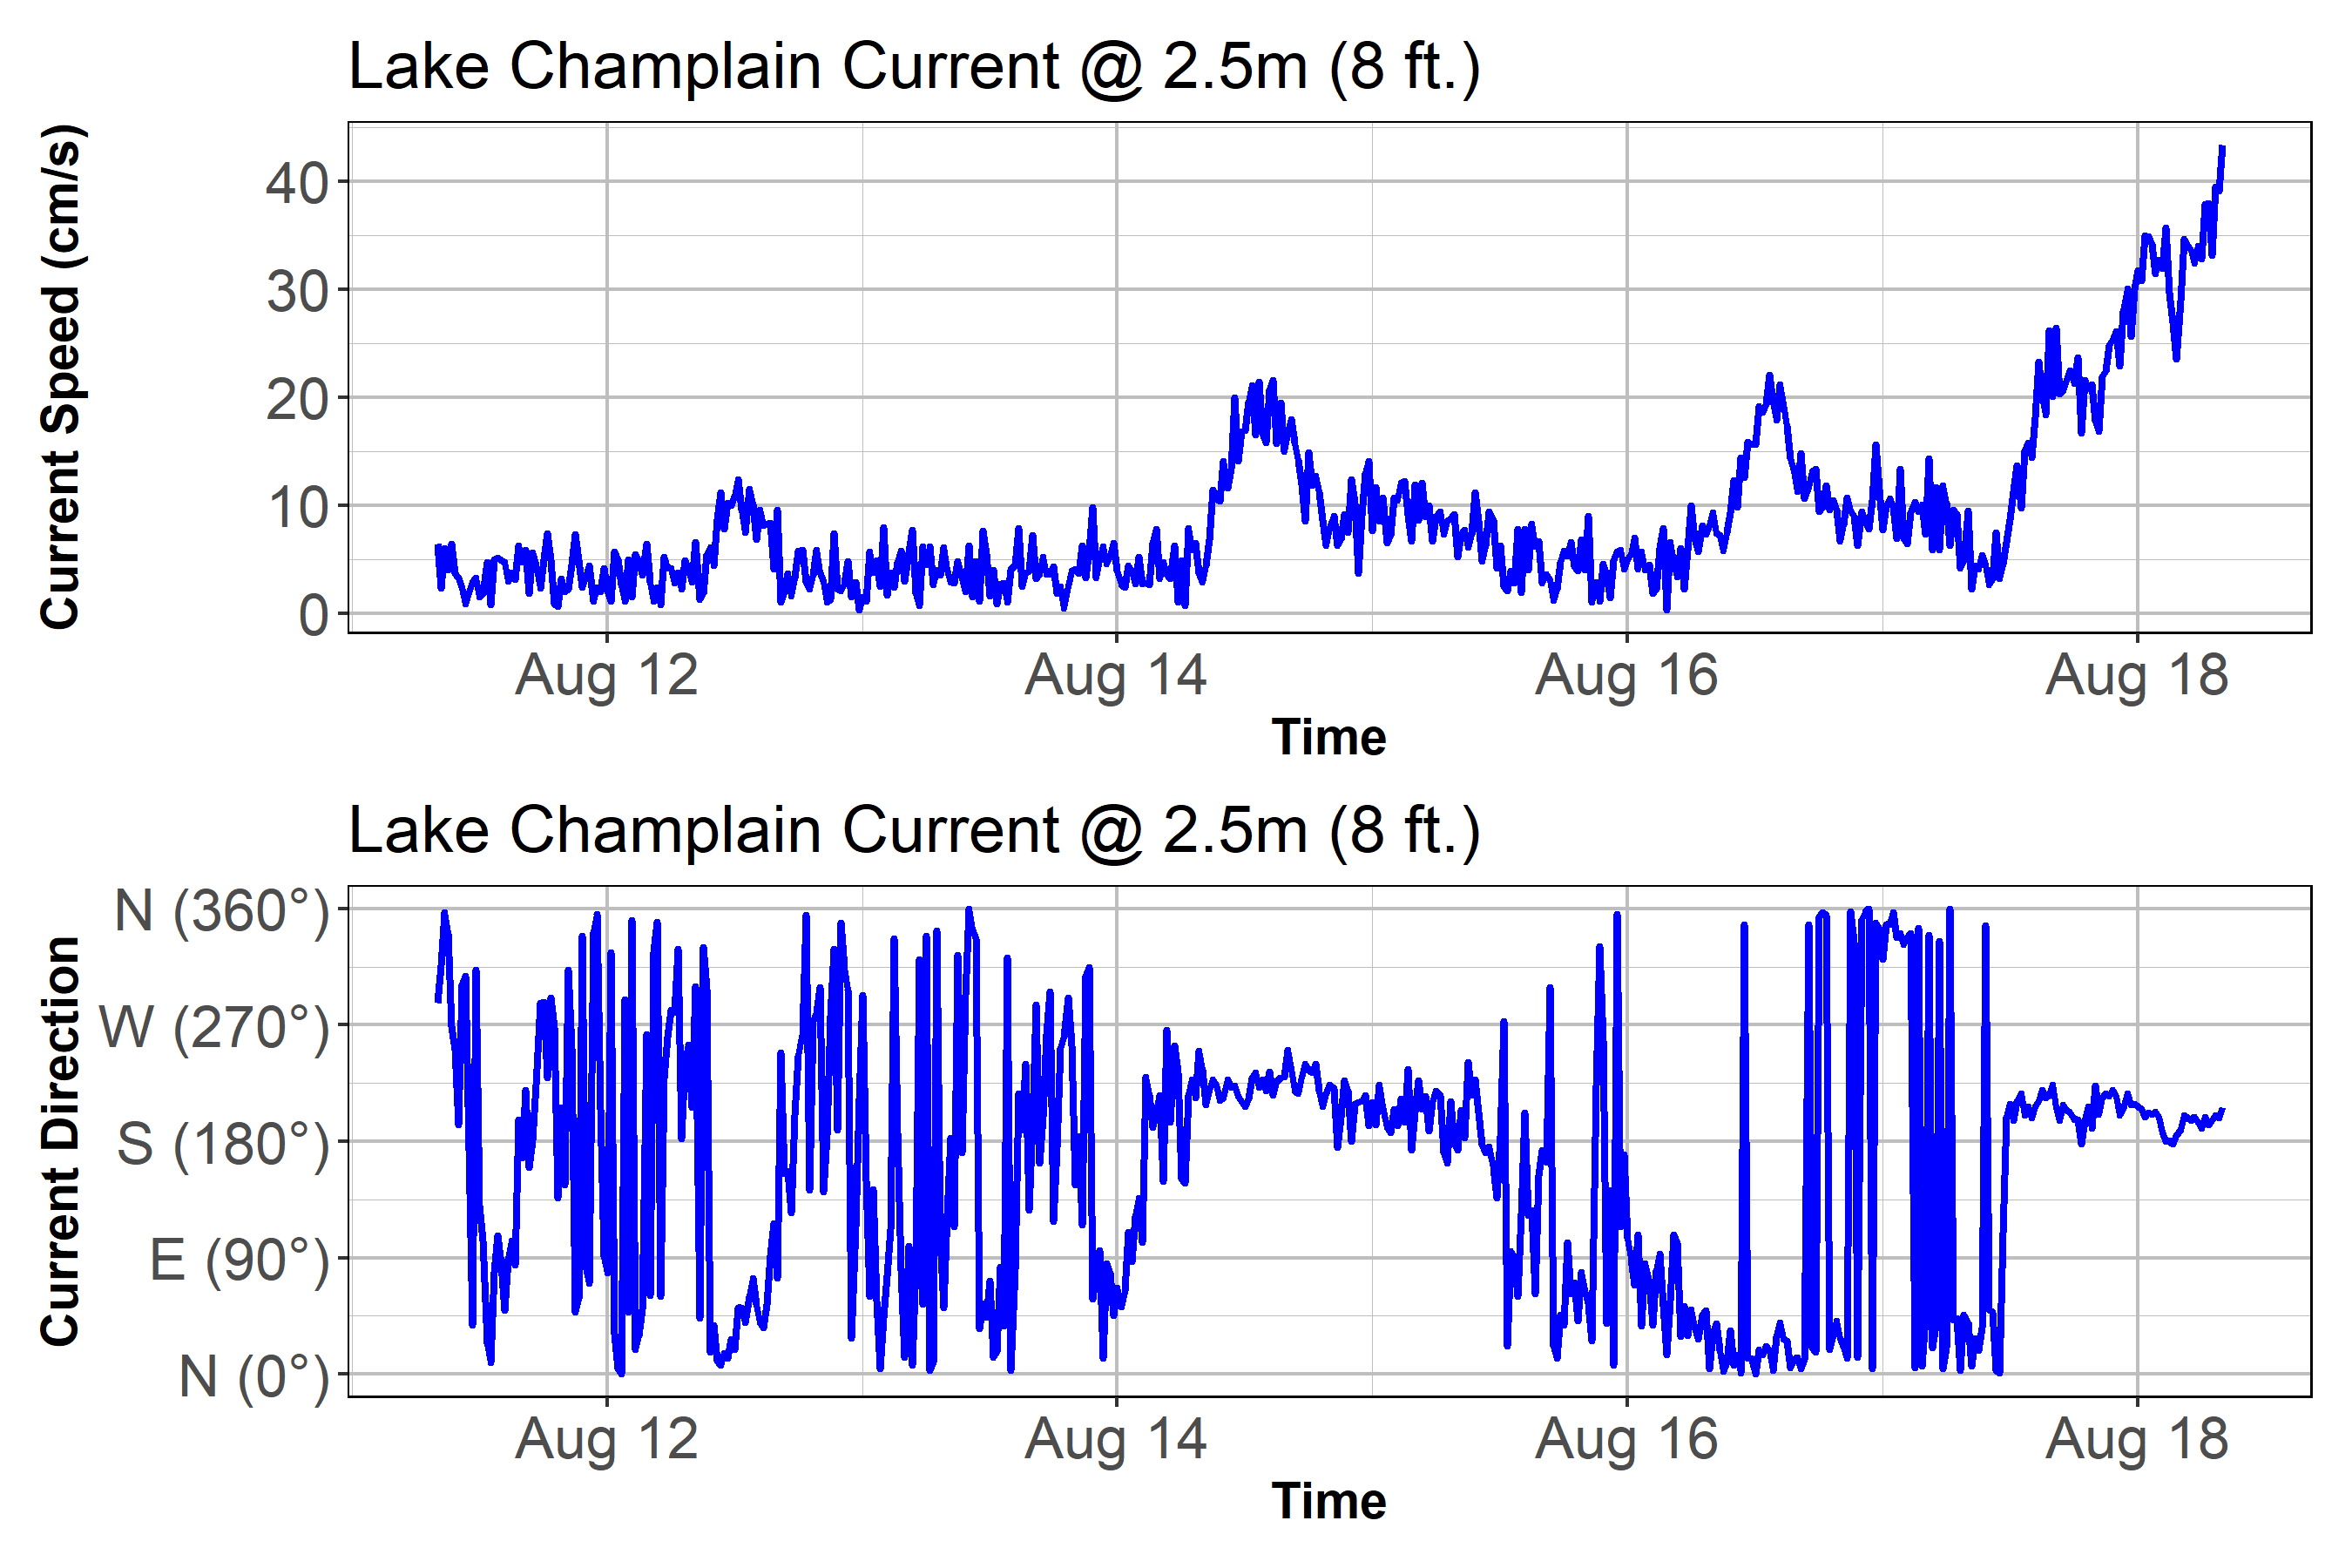 Lake Champlain Current @ 2.5m (8 ft.)
Current Speed (cm/s)
40
30
20
10
0
Aug 12 Aug 14 Aug 16 Aug 18
Time
Lake Champlain Current @ 2.5m (8 ft.)
Current Direction
N (360°)
W (270°)
S (180°)
E (90°)
N (0°)
Aug 12 Aug 14 Aug 16 Aug 18
Time